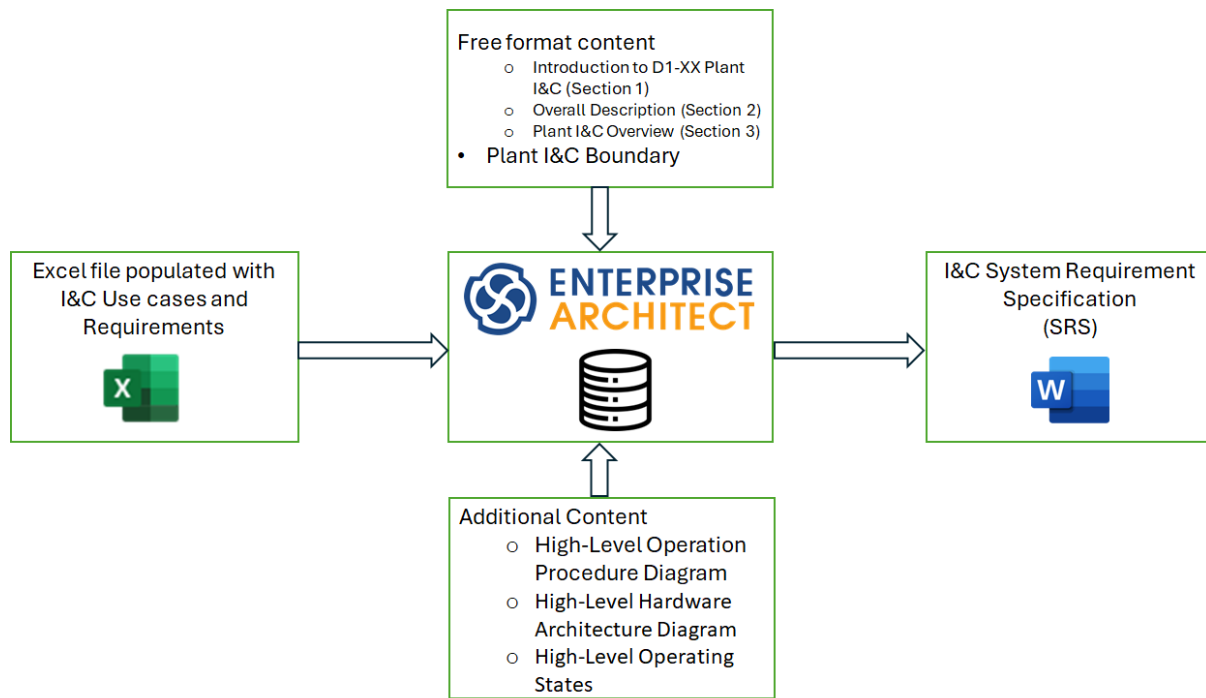 Free format content
o Introduction to D1-XX Plant
I&C (Section 1)
o Overall Description (Section 2)
o Plant I&C Overview (Section 3)
• Plant I&C Boundary
Excel file populated with
I&C Use cases and
Requirements
X
ENTERPRISE
ARCHITECT
I&C System Requirement
Specification
(SRS)
W
Additional Content
o High-Level Operation
Procedure Diagram
o High-Level Hardware
Architecture Diagram
o High-Level Operating
States